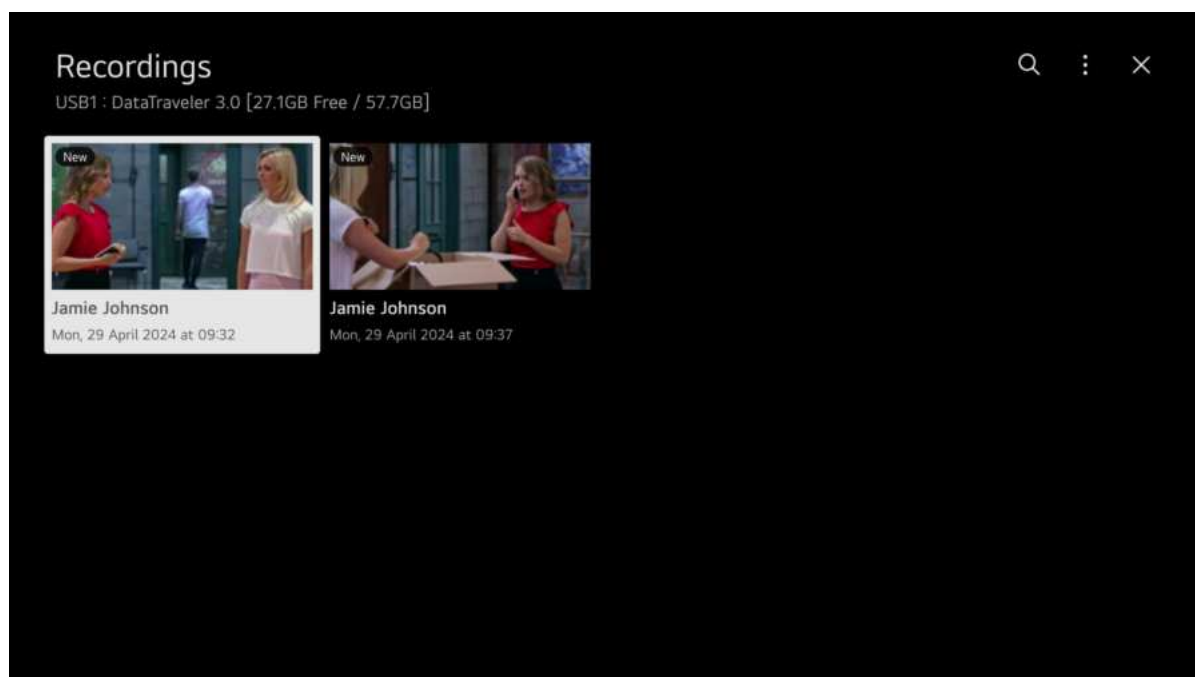 Recordings
USB1 : DataTraveler 3.0 [27.1GB Free / 57.7GB]
New
New
Jamie Johnson
Jamie Johnson
Mon, 29 April 2024 at 09:32
Mon, 29 April 2024 at 09:37